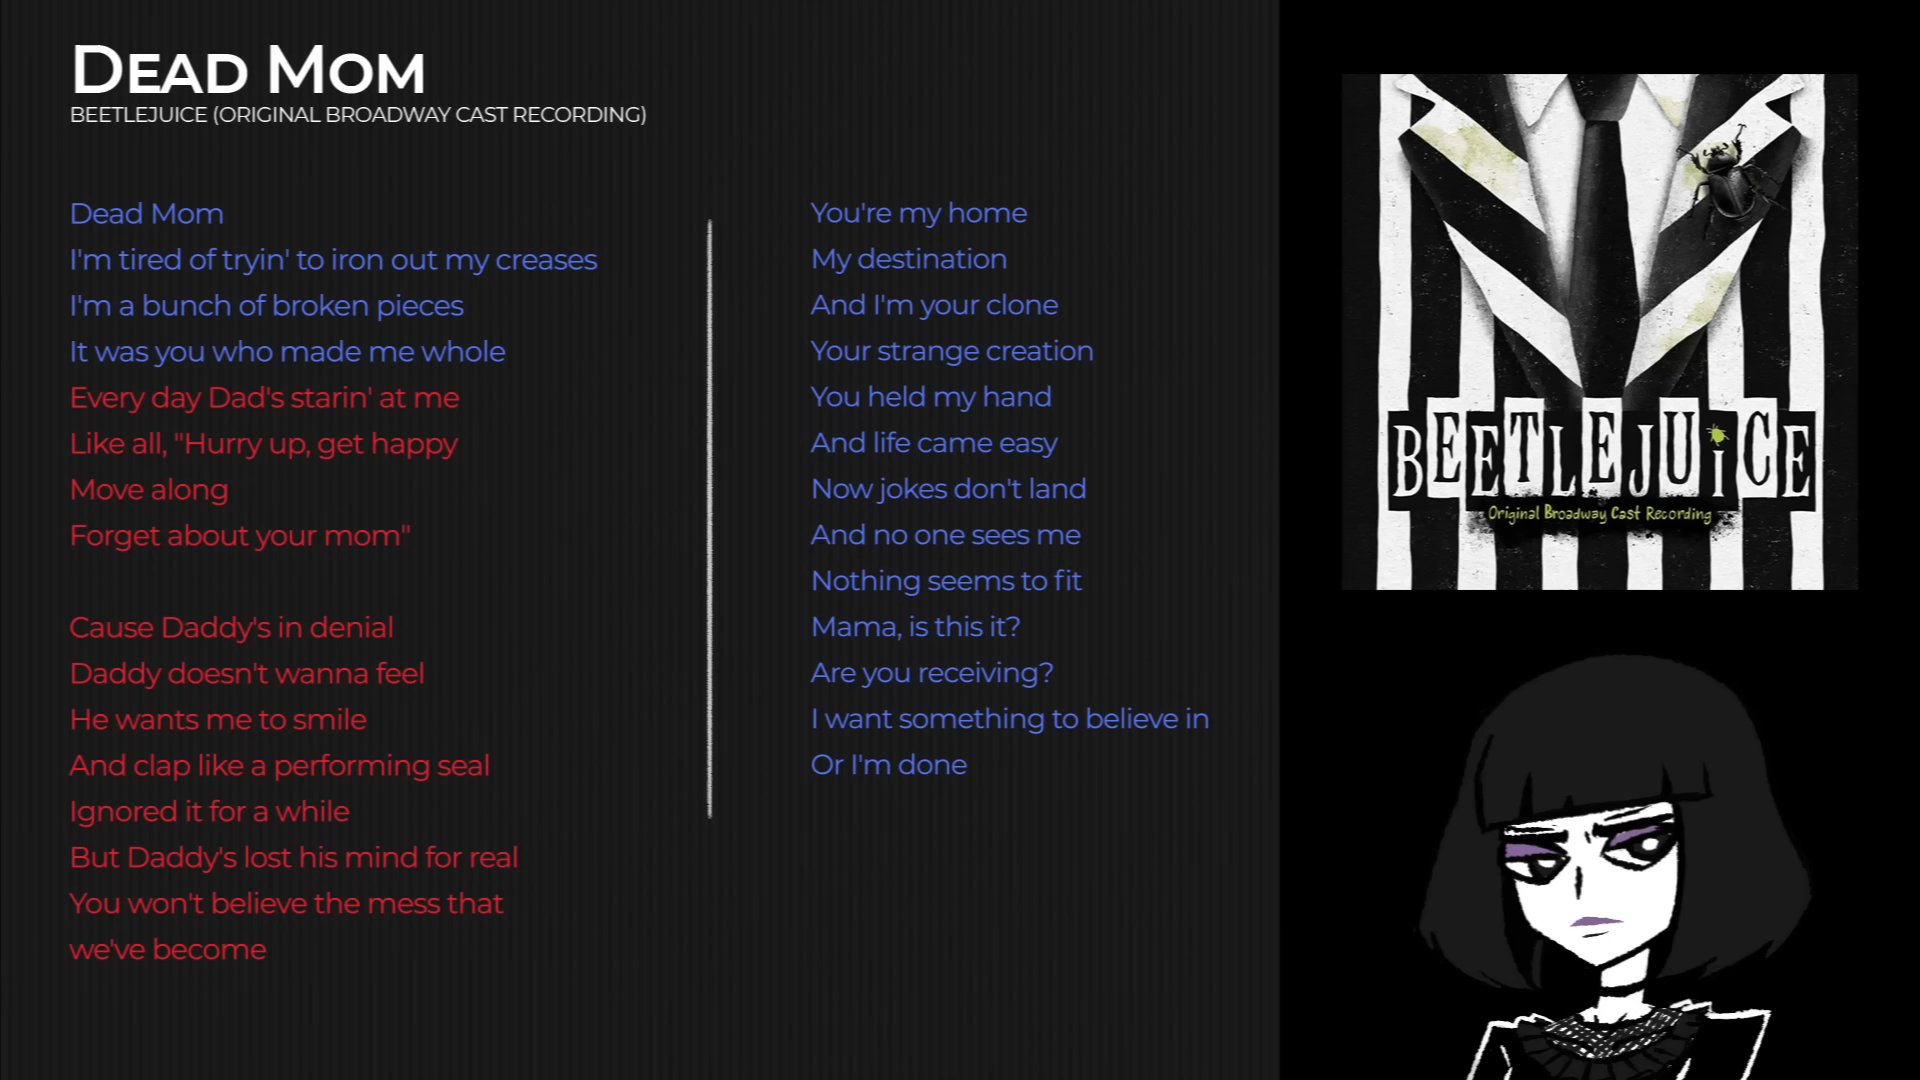 DEAD MOM
BEETLEJUICE (ORIGINAL BROADWAY CAST RECORDING)
Dead Mom
I'm tired of tryin' to iron out my creases
I'm a bunch of broken pieces
It was you who made me whole
Every day Dad's starin' at me
Like all, "Hurry up, get happy
Move along
Forget about your mom"
Cause Daddy's in denial
Daddy doesn't wanna feel
He wants me to smile
And clap like a performing seal
Ignored it for a while
But Daddy's lost his mind for real
You won't believe the mess that
we've become
You're my home
My destination
And I'm your clone
Your strange creation
You held my hand
And life came easy
Now jokes don't land
And no one sees me
Nothing seems to fit
Mama, is this it?
Are you receiving?
I want something to believe in
Or I'm done
BEETLEJUiCE
Original Broadway Cast Recording